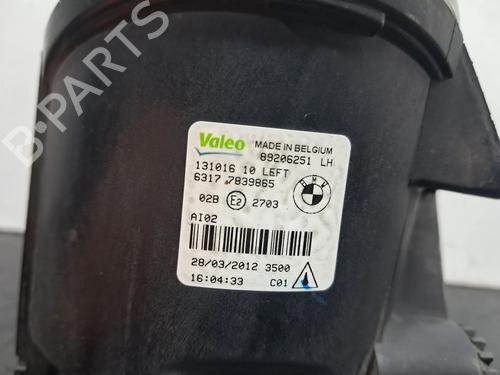 Valeo MADE IN BELGIUM
89206251 LH
131016 10 LEFT
6317 7839865
BMW
02B E2 2703
AI02
28/03/2012 3500
16:04:33 C01
B-PARTS